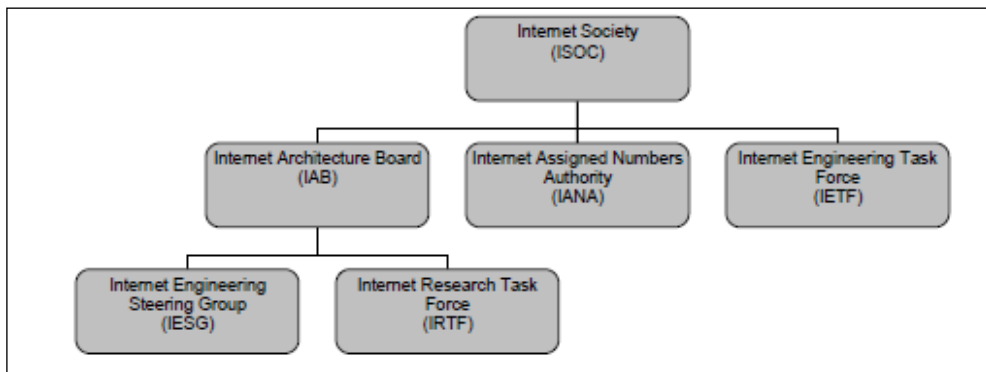 Internet Society
(ISOC)
Internet Architecture Board
(IAB)
Internet Assigned Numbers
Authority
(IANA)
Internet Engineering Task
Force
(IETF)
Internet Engineering
Steering Group
(IESG)
Internet Research Task
Force
(IRTF)